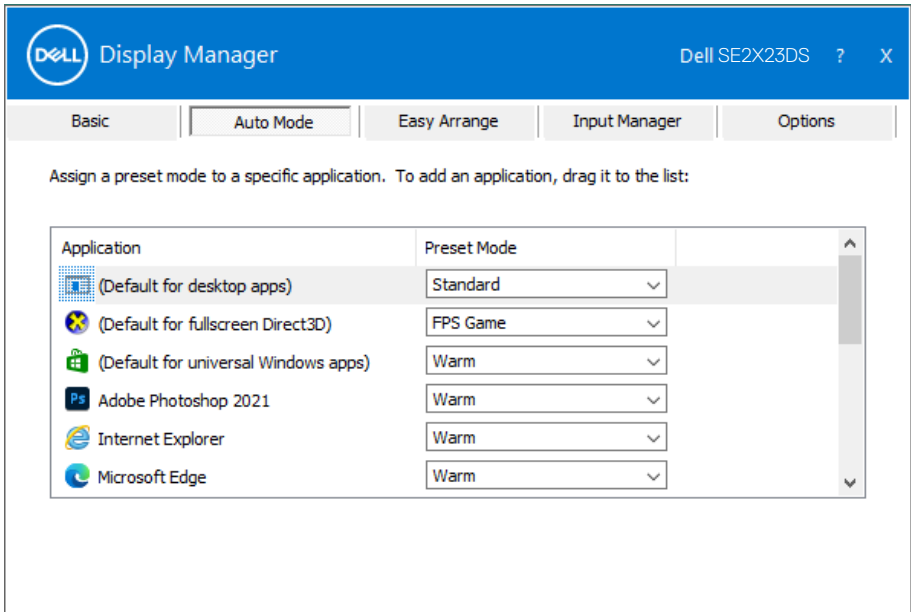 DELL Display Manager Dell SE2X23DS ? X
Basic Auto Mode Easy Arrange Input Manager Options
Assign a preset mode to a specific application. To add an application, drag it to the list:
Application Preset Mode
(Default for desktop apps) Standard
(Default for fullscreen Direct3D) FPS Game
(Default for universal Windows apps) Warm
Ps Adobe Photoshop 2021 Warm
Internet Explorer Warm
Microsoft Edge Warm